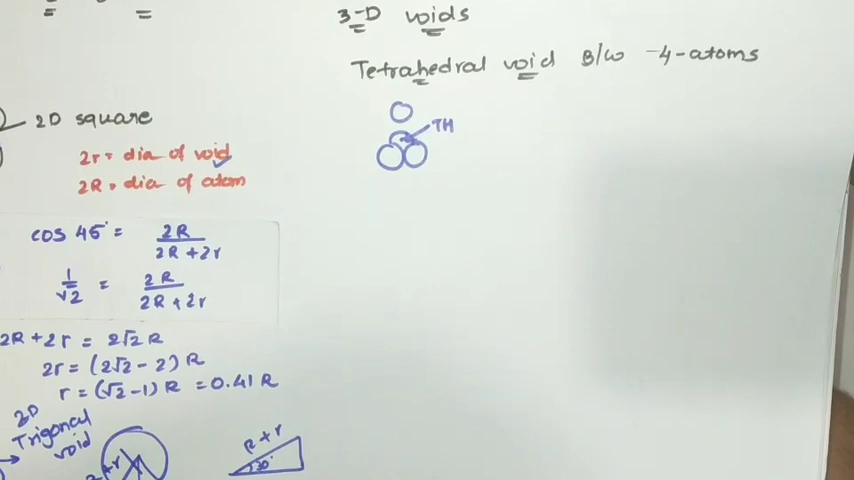 3-D voids
Tetrahedral void B/w -4-atoms
TH
2D square
2r = dia of void
2R = dia of atom
cos 45° = 2R / 2R + 2r
1/√2 = 2R / 2R + 2r
2R + 2r = 2√2 R
2r = (2√2 - 2) R
r = (√2 - 1) R = 0.41 R
2D
Trigonal
void
R + r
R + r
30°